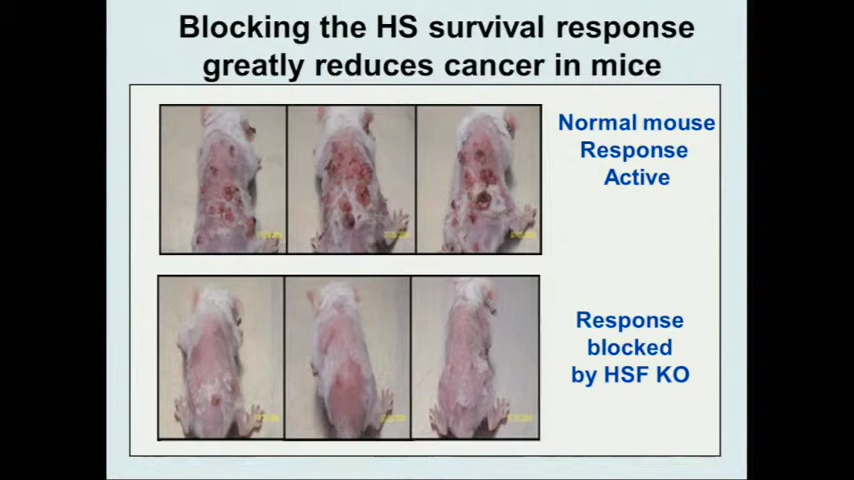 Blocking the HS survival response
greatly reduces cancer in mice
Normal mouse
Response
Active
Response
blocked
by HSF KO